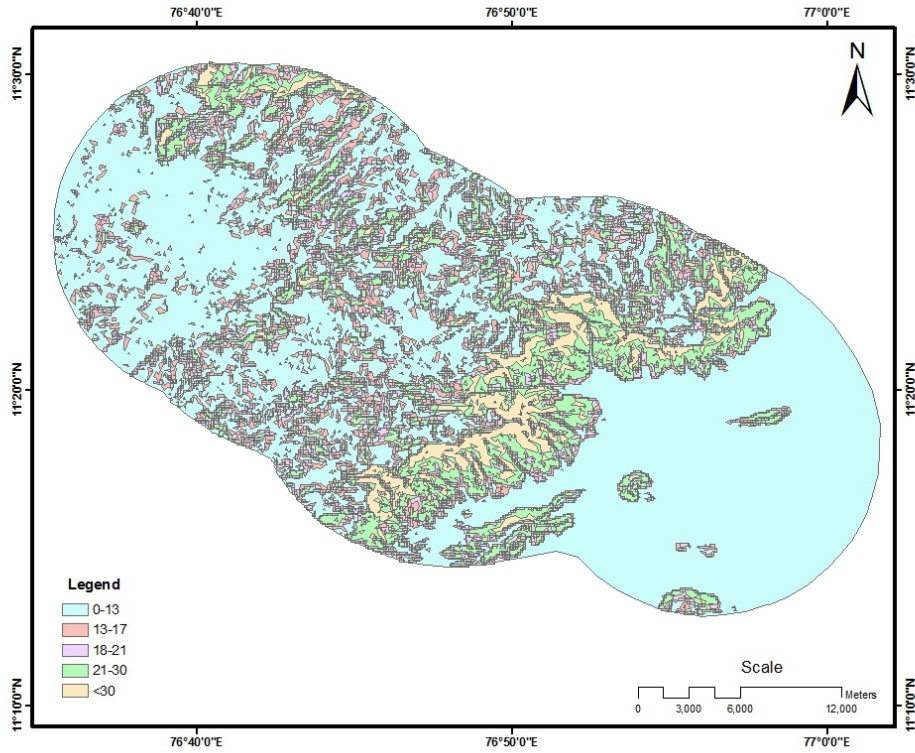 76°40'0"E 76°50'0"E 77°0'0"E
N
11°30'0"N 11°30'0"N
11°20'0"N 11°20'0"N
Legend
0-13
13-17
18-21
21-30
<30
Scale
Meters
0 3,000 6,000 12,000
11°10'0"N 11°10'0"N
76°40'0"E 76°50'0"E 77°0'0"E